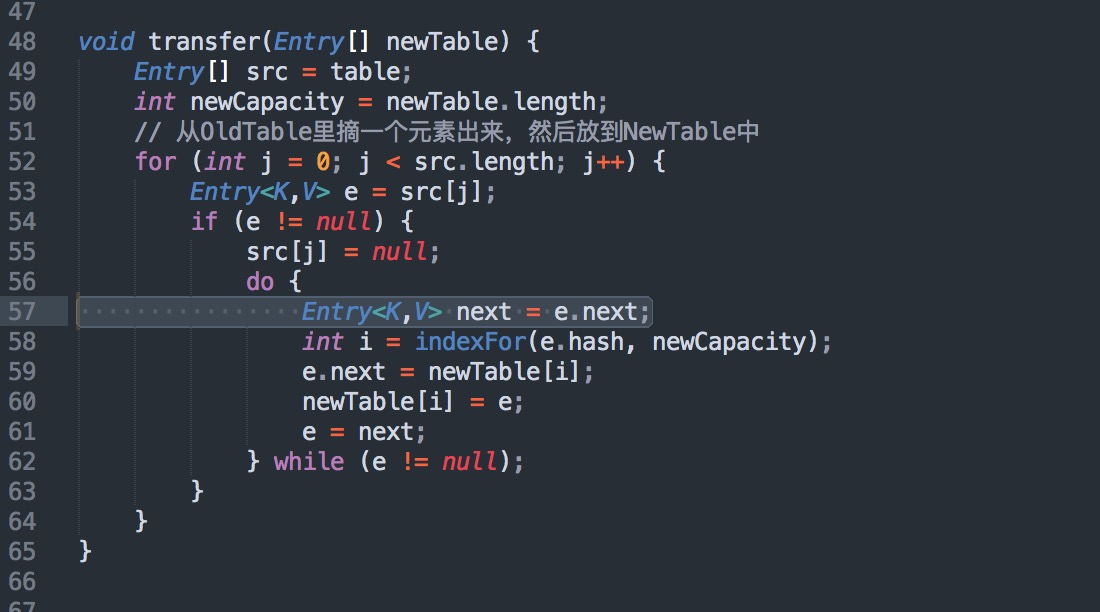 47
48 void transfer(Entry[] newTable) {
49 Entry[] src = table;
50 int newCapacity = newTable.length;
51 // 从OldTable里摘一个元素出来，然后放到NewTable中
52 for (int j = 0; j < src.length; j++) {
53 Entry<K,V> e = src[j];
54 if (e != null) {
55 src[j] = null;
56 do {
57 Entry<K,V> next = e.next;
58 int i = indexFor(e.hash, newCapacity);
59 e.next = newTable[i];
60 newTable[i] = e;
61 e = next;
62 } while (e != null);
63 }
64 }
65 }
66
67